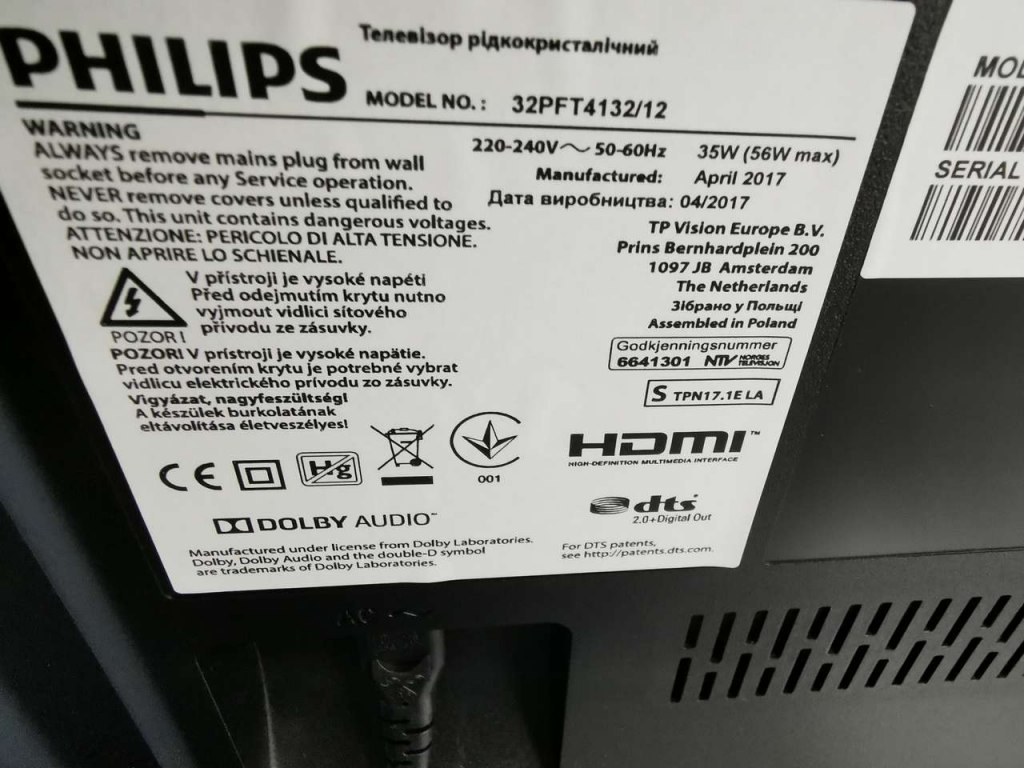 PHILIPS
Телевізор рідкокристалічний
MODEL NO.: 32PFT4132/12
WARNING
ALWAYS remove mains plug from wall
socket before any Service operation.
NEVER remove covers unless qualified to
do so. This unit contains dangerous voltages.
ATTENZIONE: PERICOLO DI ALTA TENSIONE.
NON APRIRE LO SCHIENALE.
V přístroji je vysoké napětí
Před odejmutím krytu nutno
vyjmout vidlici síťového
přívodu ze zásuvky.
POZOR!
POZOR! V prístroji je vysoké napätie.
Pred otvorením krytu je potrebné vybrat
vidlicu elektrického prívodu zo zásuvky.
Vigyázat, nagyfeszültség!
A készülek burkolatának
eltávolítása életveszélyes!
220-240V~ 50-60Hz 35W (56W max)
Manufactured: April 2017
Дата виробництва: 04/2017
TP Vision Europe B.V.
Prins Bernhardplein 200
1097 JB Amsterdam
The Netherlands
Зібрано у Польщі
Assembled in Poland
Godkjenningsnummer
6641301 NTV NORGES TELEVISJON
S TPN17.1E LA
CE
Hg
001
HDMI™
HIGH-DEFINITION MULTIMEDIA INTERFACE
DOLBY AUDIO™
dts
2.0+Digital Out
Manufactured under license from Dolby Laboratories.
Dolby, Dolby Audio and the double-D symbol
are trademarks of Dolby Laboratories.
For DTS patents,
see http://patents.dts.com.
MOD
SERIAL
AC ~